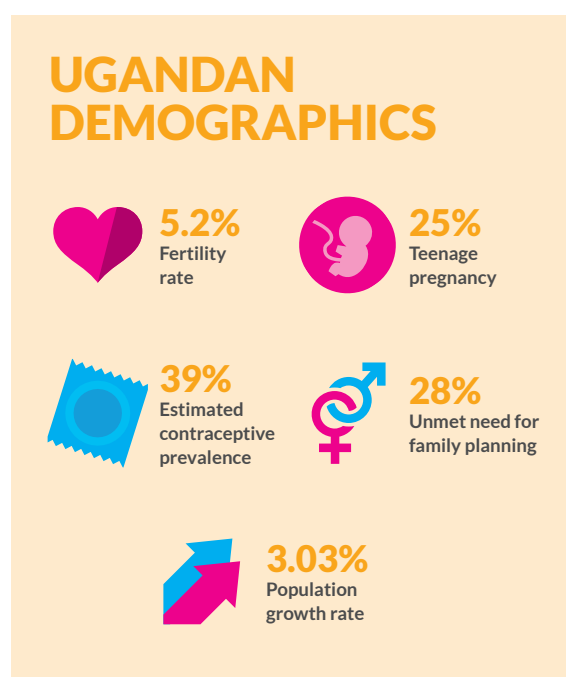 UGANDAN
DEMOGRAPHICS
5.2%
Fertility
rate
25%
Teenage
pregnancy
39%
Estimated
contraceptive
prevalence
28%
Unmet need for
family planning
3.03%
Population
growth rate